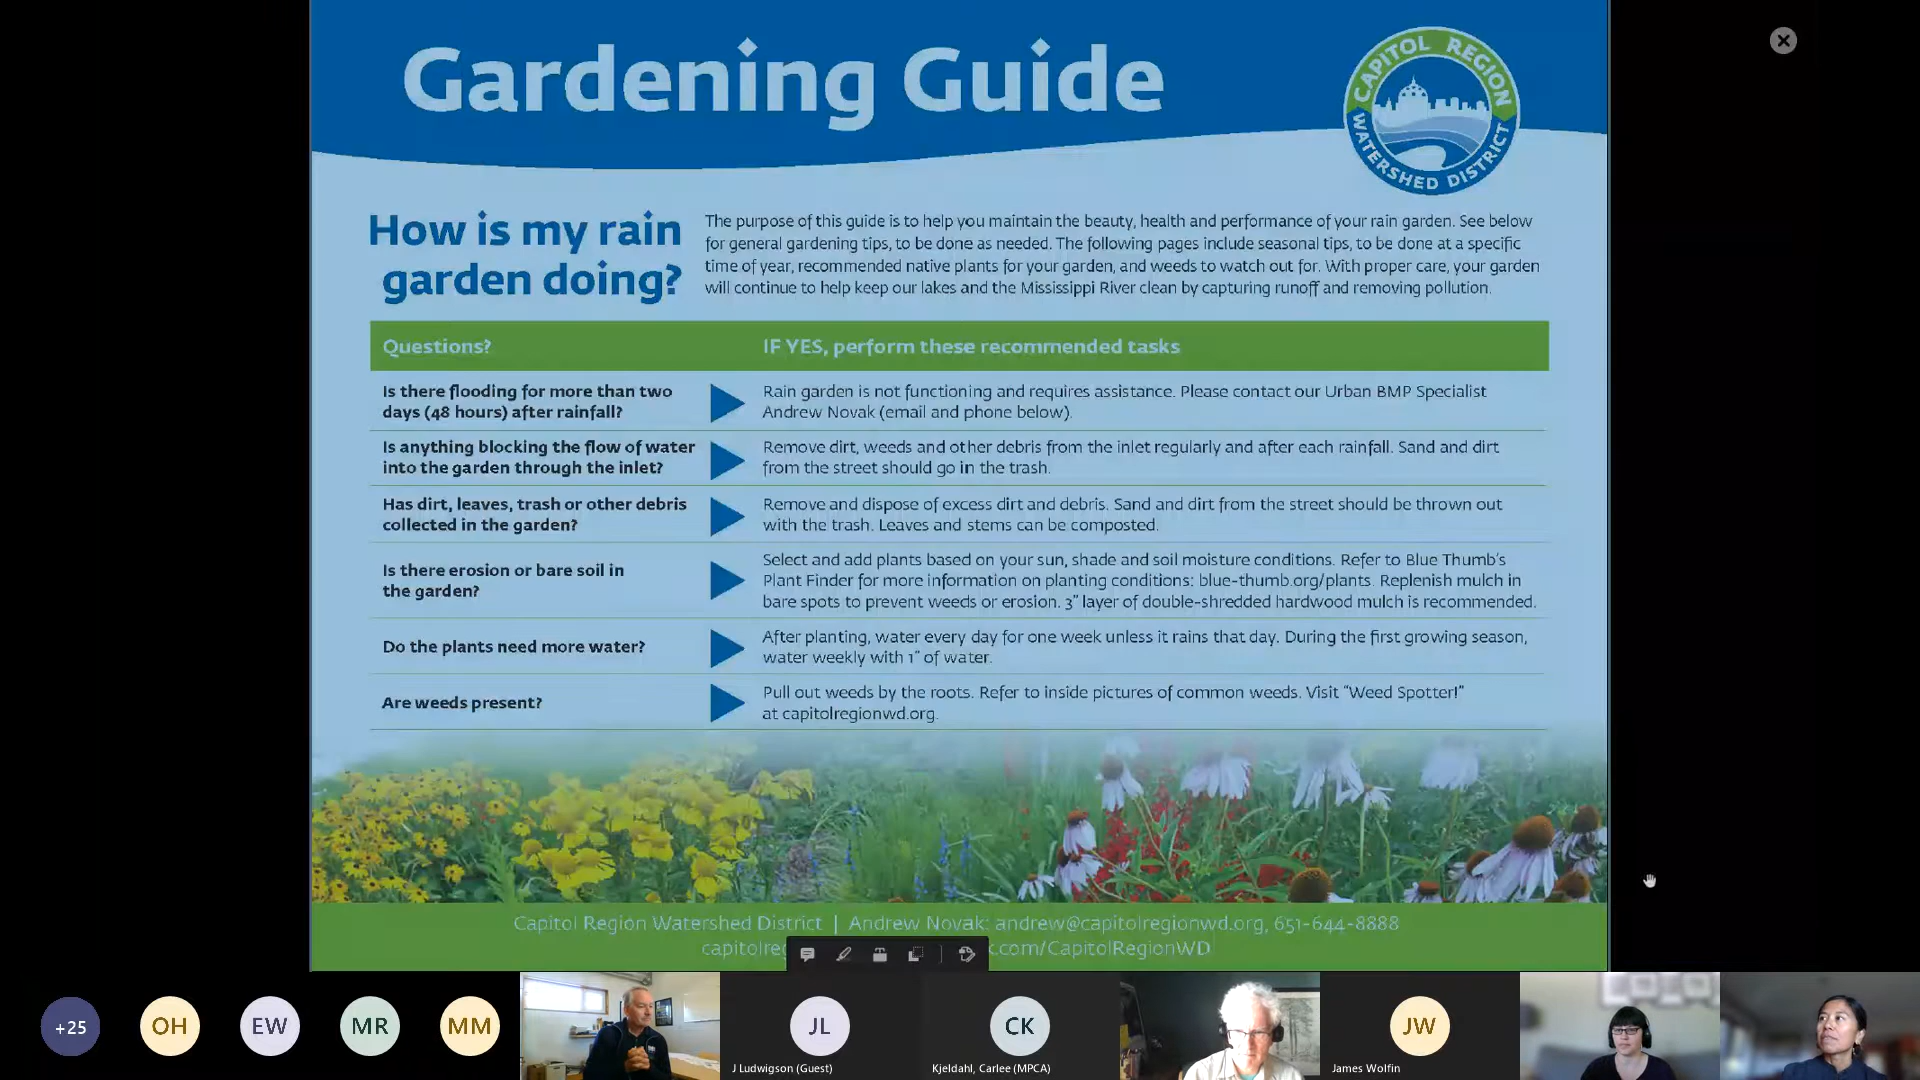 Gardening Guide
CAPITOL REGION
WATERSHED DISTRICT
How is my rain
garden doing?
The purpose of this guide is to help you maintain the beauty, health and performance of your rain garden. See below
for general gardening tips, to be done as needed. The following pages include seasonal tips, to be done at a specific
time of year, recommended native plants for your garden, and weeds to watch out for. With proper care, your garden
will continue to help keep our lakes and the Mississippi River clean by capturing runoff and removing pollution.
Questions?
IF YES, perform these recommended tasks
Is there flooding for more than two
days (48 hours) after rainfall?
Rain garden is not functioning and requires assistance. Please contact our Urban BMP Specialist
Andrew Novak (email and phone below).
Is anything blocking the flow of water
into the garden through the inlet?
Remove dirt, weeds and other debris from the inlet regularly and after each rainfall. Sand and dirt
from the street should go in the trash.
Has dirt, leaves, trash or other debris
collected in the garden?
Remove and dispose of excess dirt and debris. Sand and dirt from the street should be thrown out
with the trash. Leaves and stems can be composted.
Is there erosion or bare soil in
the garden?
Select and add plants based on your sun, shade and soil moisture conditions. Refer to Blue Thumb's
Plant Finder for more information on planting conditions: blue-thumb.org/plants. Replenish mulch in
bare spots to prevent weeds or erosion. 3" layer of double-shredded hardwood mulch is recommended.
Do the plants need more water?
After planting, water every day for one week unless it rains that day. During the first growing season,
water weekly with 1" of water.
Are weeds present?
Pull out weeds by the roots. Refer to inside pictures of common weeds. Visit "Weed Spotter!"
at capitolregionwd.org.
Capitol Region Watershed District | Andrew Novak: andrew@capitolregionwd.org, 651-644-8888
capitolreg
.com/CapitolRegionWD
+25
OH
EW
MR
MM
JL
J Ludwigson (Guest)
CK
Kjeldahl, Carlee (MPCA)
JW
James Wolfin